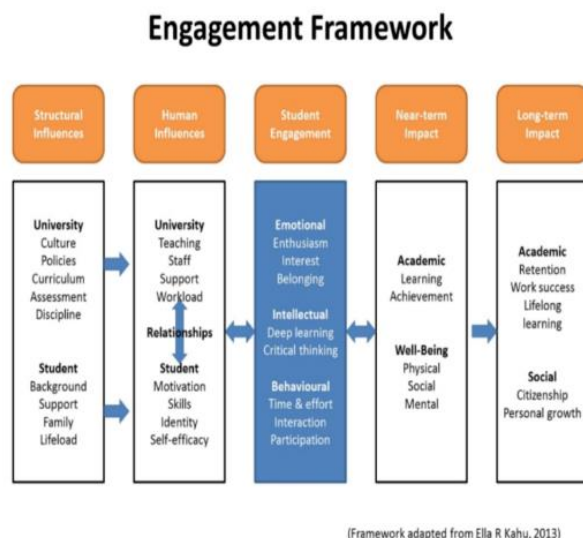 Engagement Framework
Structural
Influences
Human
Influences
Student
Engagement
Near-term
Impact
Long-term
Impact
University
Culture
Policies
Curriculum
Assessment
Discipline
Student
Background
Support
Family
Lifeload
University
Teaching
Staff
Support
Workload
Relationships
Student
Motivation
Skills
Identity
Self-efficacy
Emotional
Enthusiasm
Interest
Belonging
Intellectual
Deep learning
Critical thinking
Behavioural
Time & effort
Interaction
Participation
Academic
Learning
Achievement
Well-Being
Physical
Social
Mental
Academic
Retention
Work success
Lifelong
learning
Social
Citizenship
Personal growth
(Framework adapted from Ella R Kahu, 2013)